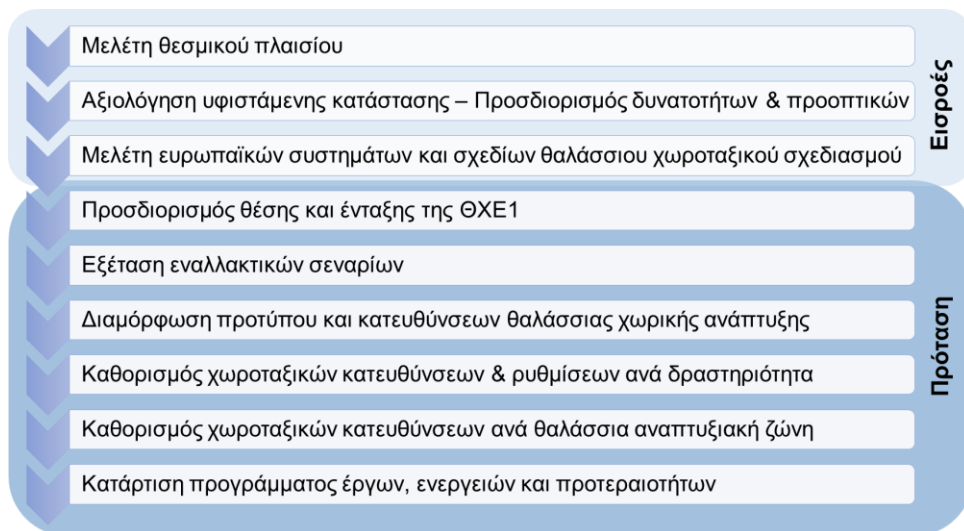 Μελέτη θεσμικού πλαισίου
Αξιολόγηση υφιστάμενης κατάστασης – Προσδιορισμός δυνατοτήτων & προοπτικών
Μελέτη ευρωπαϊκών συστημάτων και σχεδίων θαλάσσιου χωροταξικού σχεδιασμού
Εισροές
Προσδιορισμός θέσης και ένταξης της ΘΧΕ1
Εξέταση εναλλακτικών σεναρίων
Διαμόρφωση προτύπου και κατευθύνσεων θαλάσσιας χωρικής ανάπτυξης
Καθορισμός χωροταξικών κατευθύνσεων & ρυθμίσεων ανά δραστηριότητα
Καθορισμός χωροταξικών κατευθύνσεων ανά θαλάσσια αναπτυξιακή ζώνη
Κατάρτιση προγράμματος έργων, ενεργειών και προτεραιοτήτων
Πρόταση